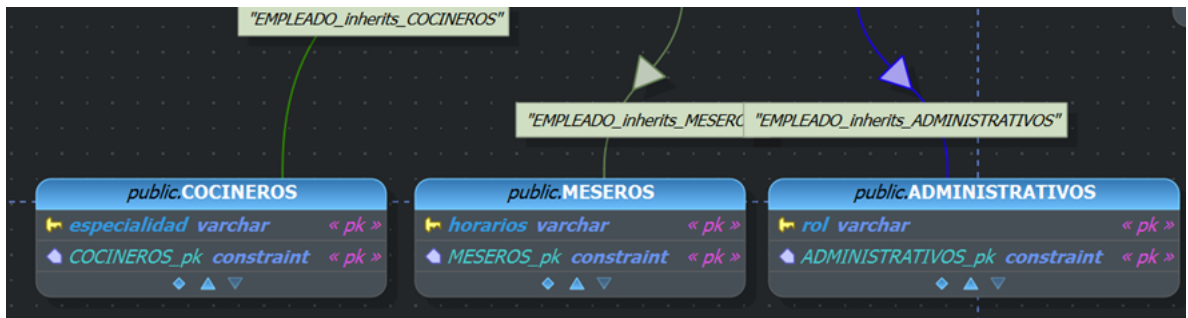 "EMPLEADO_inherits_COCINEROS"
"EMPLEADO_inherits_MESERO
"EMPLEADO_inherits_ADMINISTRATIVOS"
public.COCINEROS
especialidad varchar « pk »
COCINEROS_pk constraint « pk »
public.MESEROS
horarios varchar « pk »
MESEROS_pk constraint « pk »
public.ADMINISTRATIVOS
rol varchar « pk »
ADMINISTRATIVOS_pk constraint « pk »